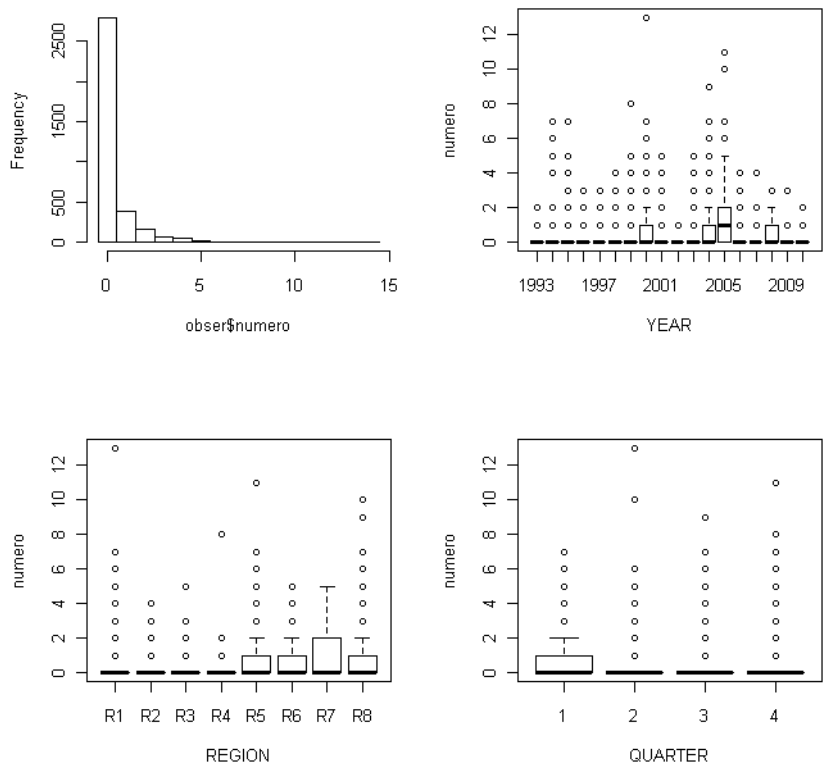 Frequency
2500
1500
500
0
0 5 10 15
obser$numero
numero
12
10
8
6
4
2
0
1993 1997 2001 2005 2009
YEAR
numero
12
10
8
6
4
2
0
R1 R2 R3 R4 R5 R6 R7 R8
REGION
numero
12
10
8
6
4
2
0
1 2 3 4
QUARTER